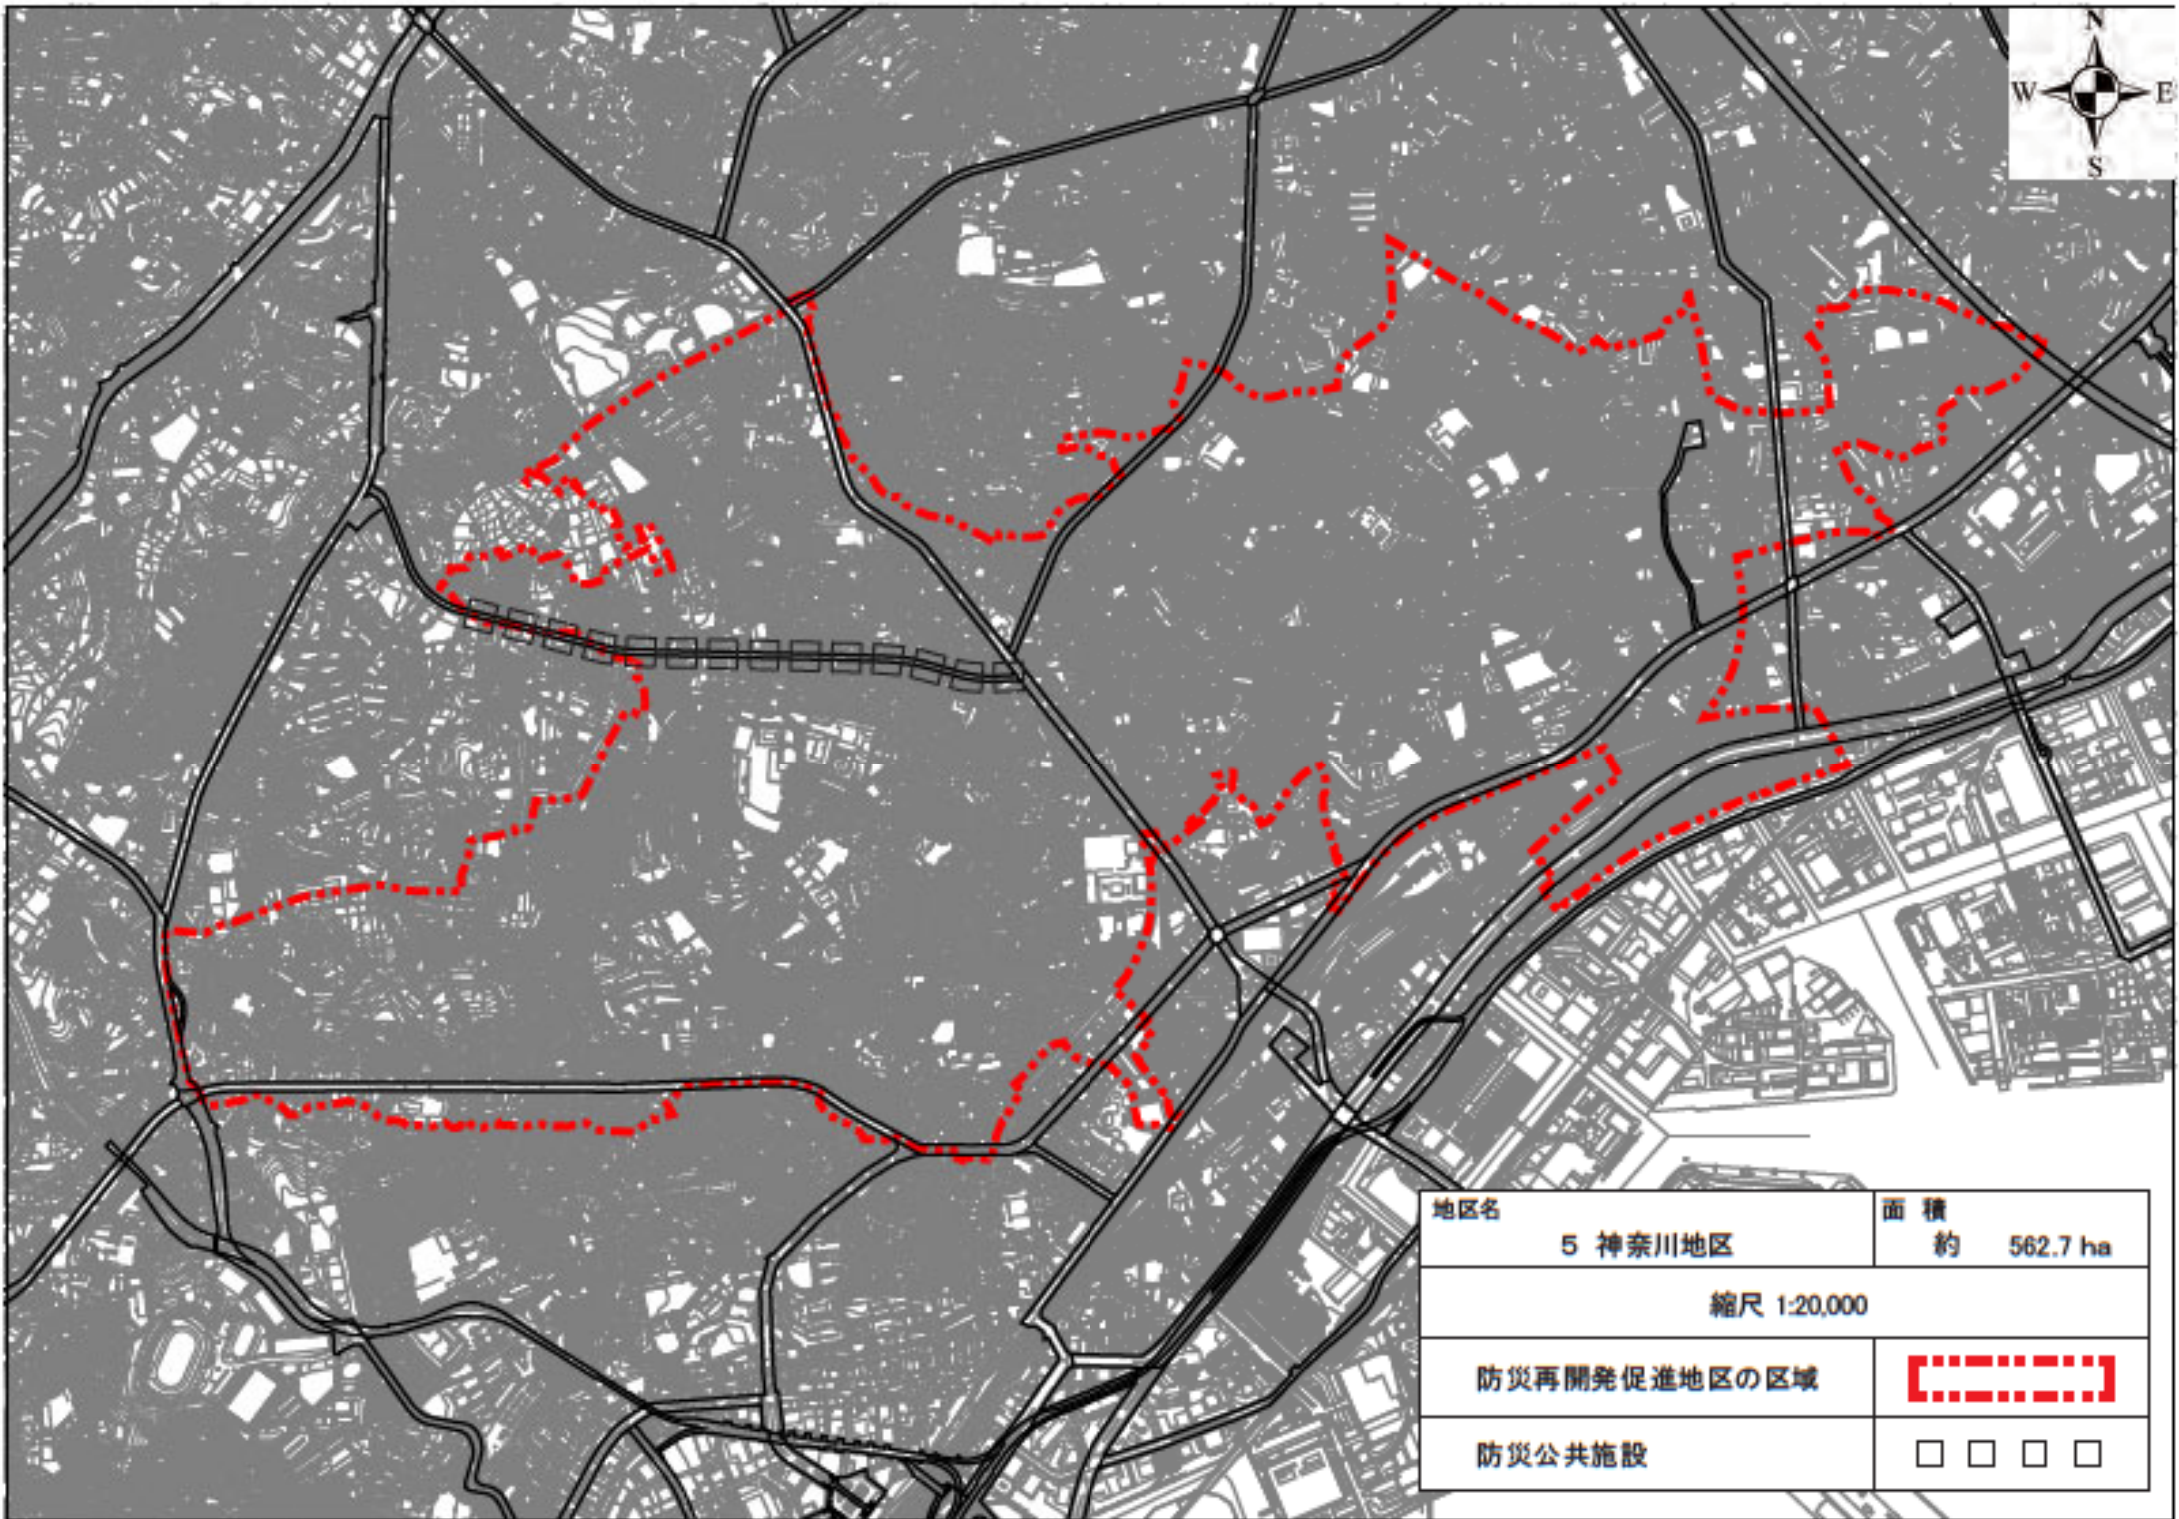 N
W E
S
地区名
5 神奈川地区
面 積
約 562.7 ha
縮尺 1:20,000
防災再開発促進地区の区域
防災公共施設